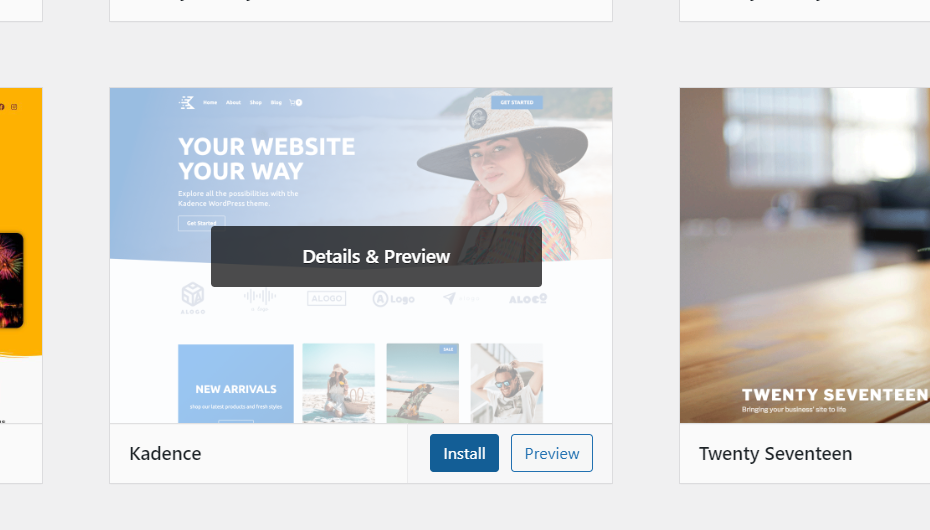 Home About Shop Blog
GET STARTED
YOUR WEBSITE
YOUR WAY
Explore all the possibilities with the
Kadence WordPress theme.
Get Started
Details & Preview
ALOGO
Logo
SALE
NEW ARRIVALS
shop our latest products and fresh styles
TWENTY SEVENTEEN
Bringing your business' site to life
Kadence
Install
Preview
Twenty Seventeen